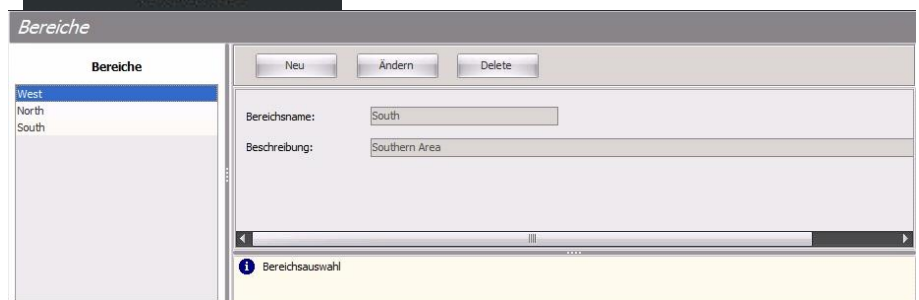 Bereiche
Bereiche
West
North
South
Neu Ändern Delete
Bereichsname: South
Beschreibung: Southern Area
Bereichsauswahl